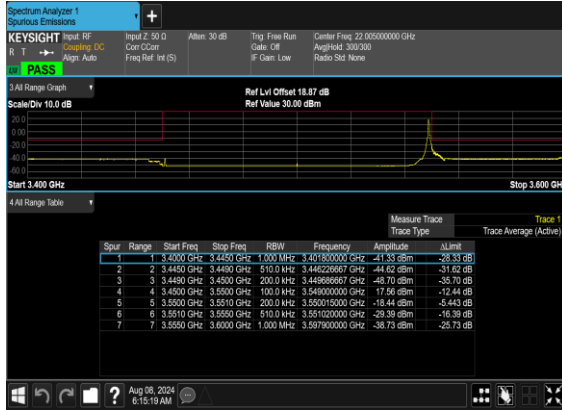 Spectrum Analyzer 1
Spurious Emissions
+
KEYSIGHT Input: RF Input Z: 50 Ω Atten: 30 dB Trig: Free Run Center Freq: 22.005000000 GHz
R T Coupling: DC Corr CCorr Gate: Off Avg|Hold: 300/300
Align: Auto Freq Ref: Int (S) IF Gain: Low Radio Std: None
PASS
3 All Range Graph
Ref Lvl Offset 18.87 dB
Scale/Div 10.0 dB Ref Value 30.00 dBm
20.0
0.00
-20.0
-40.0
-60.0
Start 3.400 GHz Stop 3.600 GH
4 All Range Table
Measure Trace Trace 1
Trace Type Trace Average (Active)
Spur Range Start Freq Stop Freq RBW Frequency Amplitude ΔLimit
1 1 3.4000 GHz 3.4450 GHz 1.000 MHz 3.401800000 GHz -41.33 dBm -28.33 dB
2 2 3.4450 GHz 3.4490 GHz 510.0 kHz 3.446226667 GHz -44.62 dBm -31.62 dB
3 3 3.4490 GHz 3.4500 GHz 200.0 kHz 3.449686667 GHz -48.70 dBm -35.70 dB
4 4 3.4500 GHz 3.5500 GHz 100.0 kHz 3.549000000 GHz 17.56 dBm -12.44 dB
5 5 3.5500 GHz 3.5510 GHz 200.0 kHz 3.550015000 GHz -18.44 dBm -5.443 dB
6 6 3.5510 GHz 3.5550 GHz 510.0 kHz 3.551020000 GHz -29.39 dBm -16.39 dB
7 7 3.5550 GHz 3.6000 GHz 1.000 MHz 3.597900000 GHz -38.73 dBm -25.73 dB
? Aug 08, 2024
6:15:19 AM